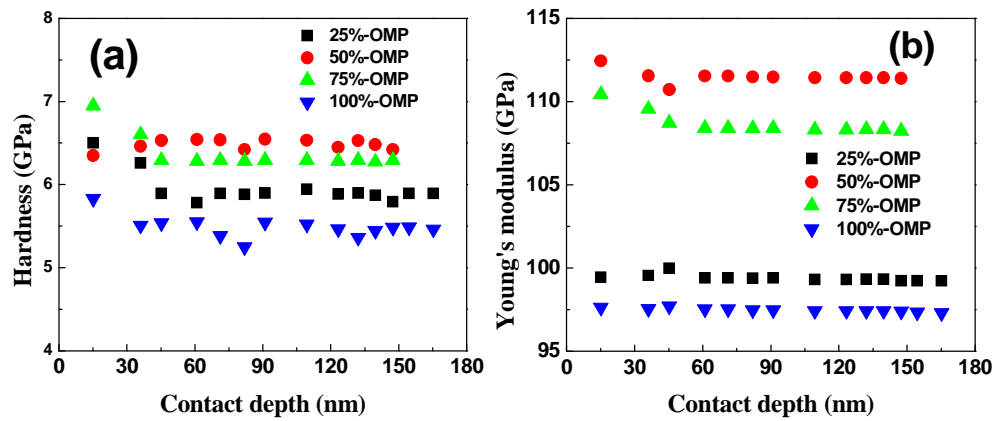 (a)
25%-OMP
50%-OMP
75%-OMP
100%-OMP
Hardness (GPa)
8
7
6
5
4
0 30 60 90 120 150 180
Contact depth (nm)
(b)
25%-OMP
50%-OMP
75%-OMP
100%-OMP
Young's modulus (GPa)
115
110
105
100
95
0 30 60 90 120 150 180
Contact depth (nm)